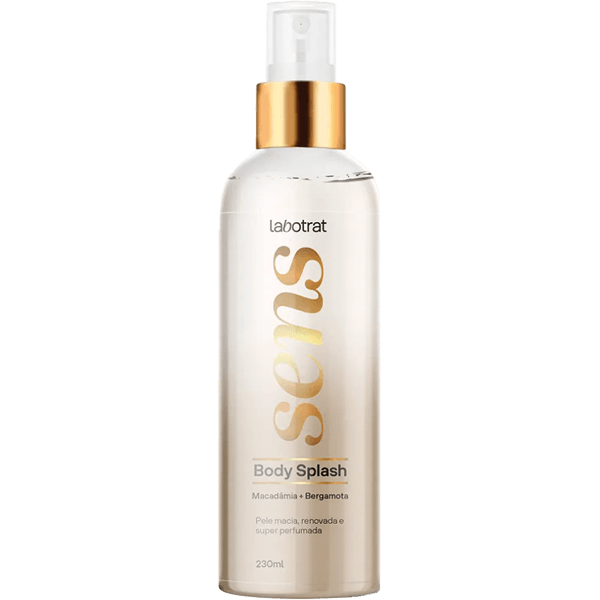 labotrat
sens
Body Splash
Macadâmia + Bergamota
Pele macia, renovada e
super perfumada
230ml